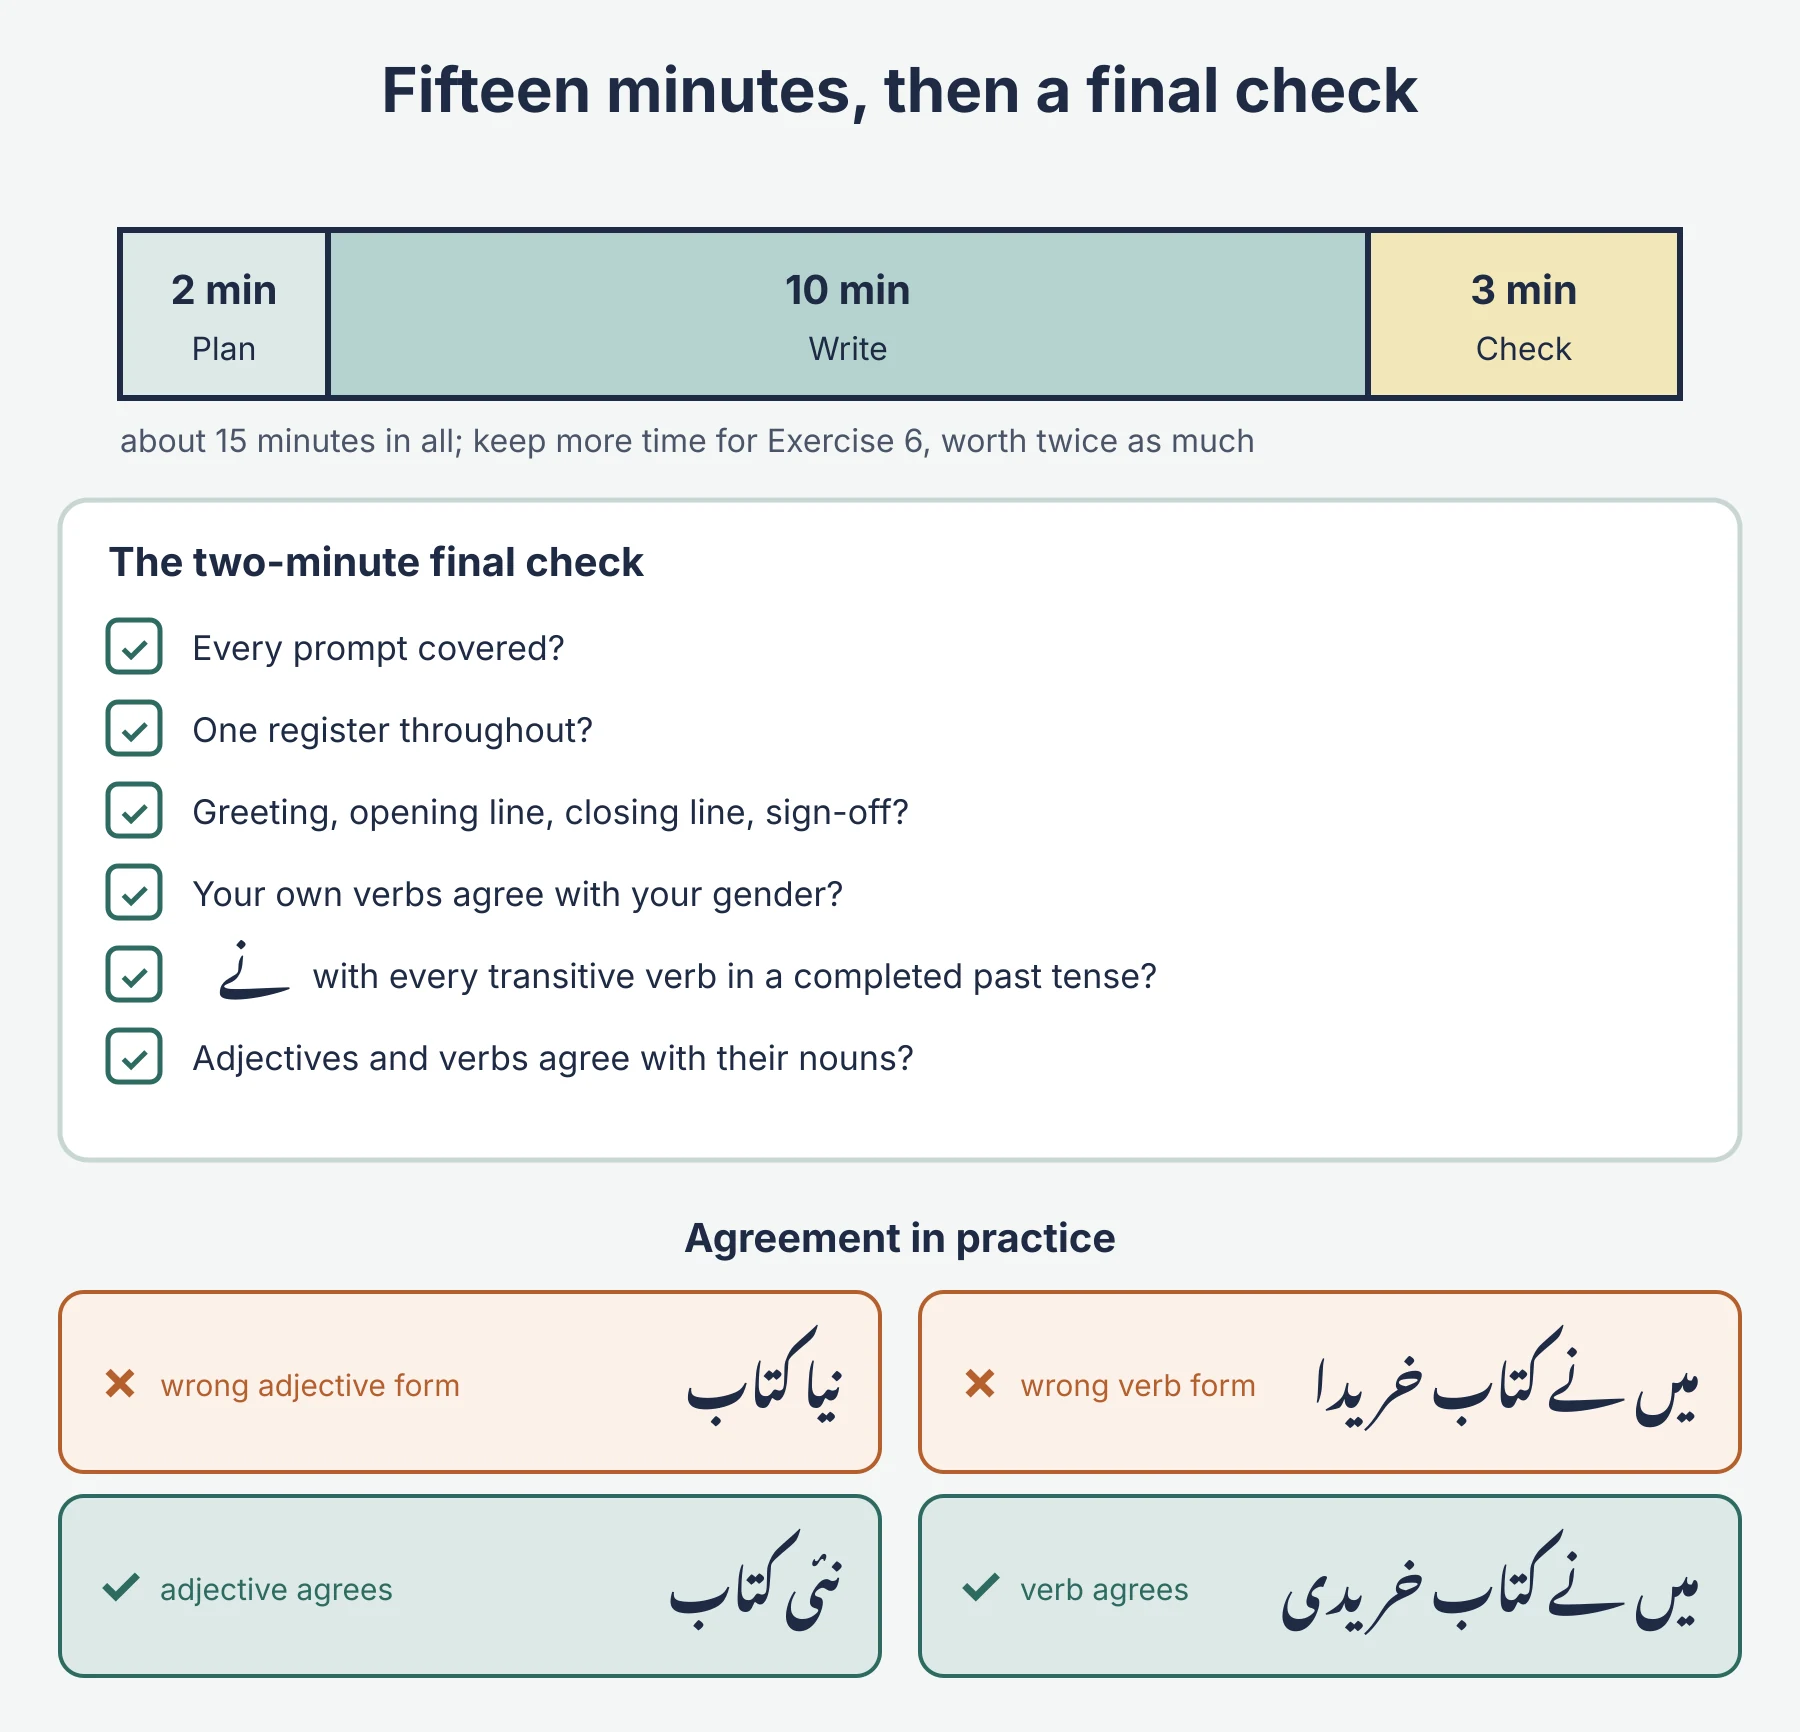 Fifteen minutes, then a final check
2 min
Plan
10 min
Write
3 min
Check
about 15 minutes in all; keep more time for Exercise 6, worth twice as much
The two-minute final check
Every prompt covered?
One register throughout?
Greeting, opening line, closing line, sign-off?
Your own verbs agree with your gender?
نے with every transitive verb in a completed past tense?
Adjectives and verbs agree with their nouns?
Agreement in practice
wrong adjective form
نیا کتاب
wrong verb form
میں نے کتاب خریدا
adjective agrees
نئی کتاب
verb agrees
میں نے کتاب خریدی